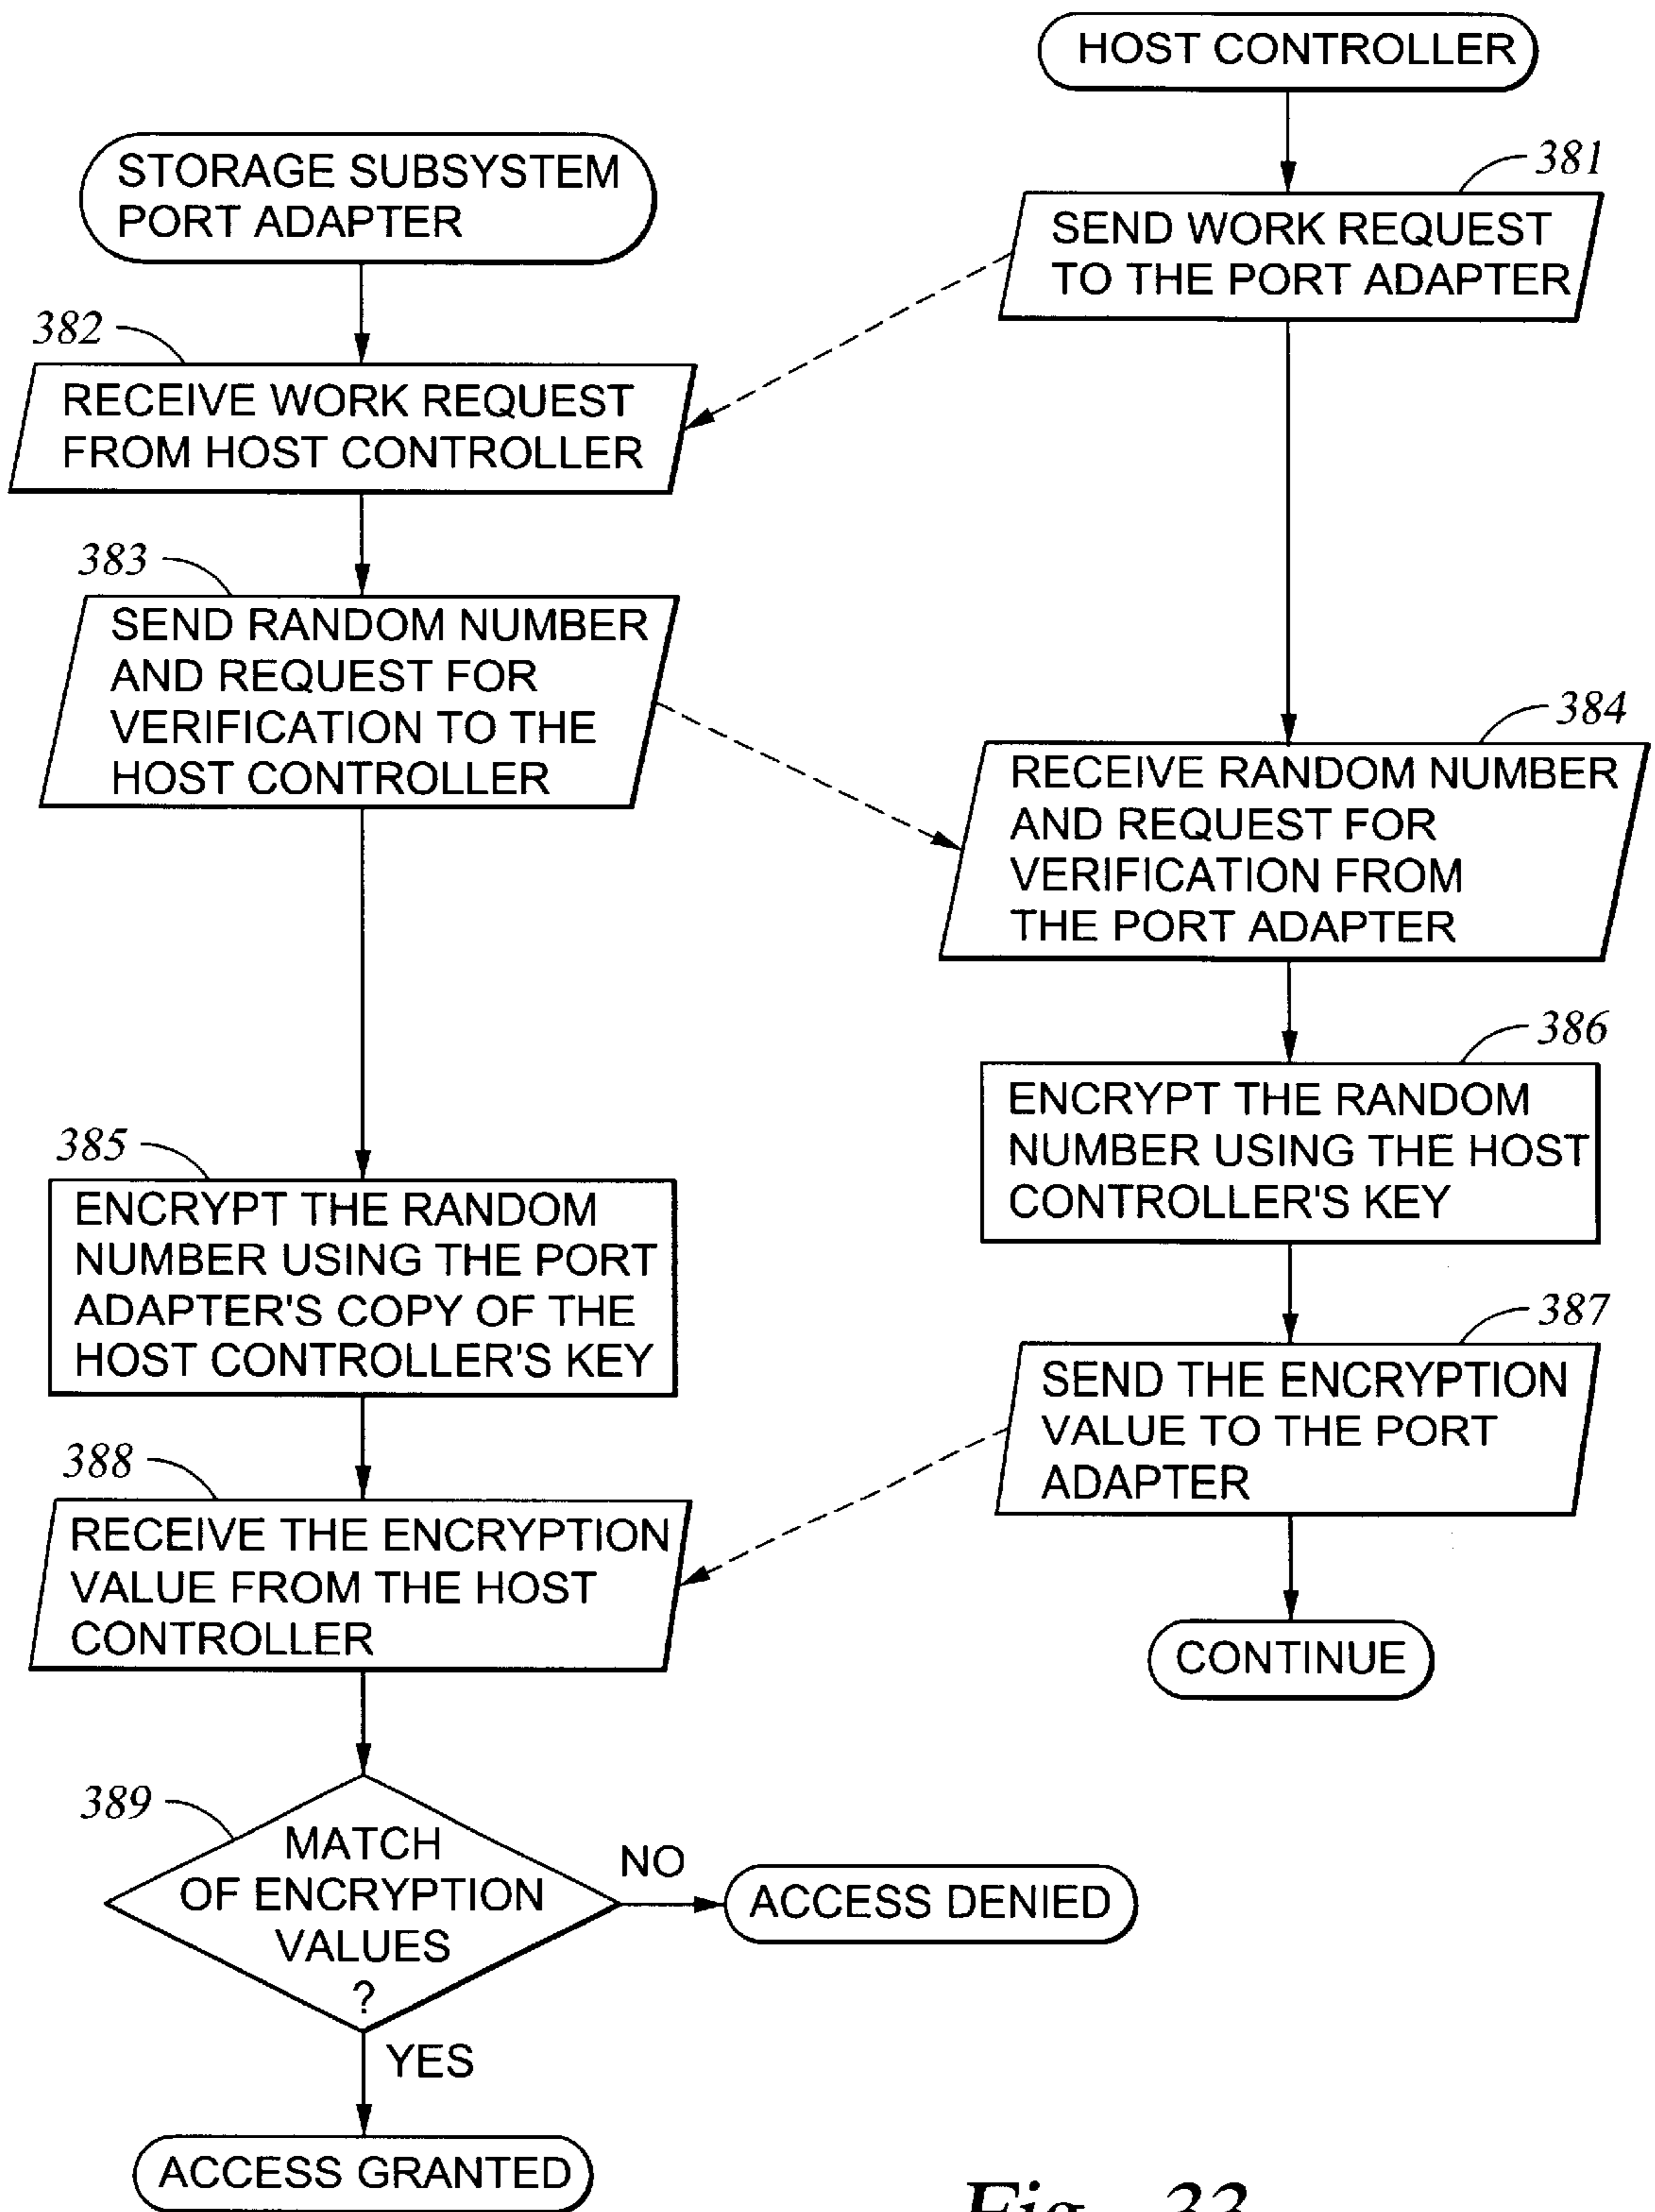 HOST CONTROLLER
STORAGE SUBSYSTEM
PORT ADAPTER
381
SEND WORK REQUEST
TO THE PORT ADAPTER
382
RECEIVE WORK REQUEST
FROM HOST CONTROLLER
383
SEND RANDOM NUMBER
AND REQUEST FOR
VERIFICATION TO THE
HOST CONTROLLER
384
RECEIVE RANDOM NUMBER
AND REQUEST FOR
VERIFICATION FROM
THE PORT ADAPTER
386
ENCRYPT THE RANDOM
NUMBER USING THE HOST
CONTROLLER'S KEY
385
ENCRYPT THE RANDOM
NUMBER USING THE PORT
ADAPTER'S COPY OF THE
HOST CONTROLLER'S KEY
387
SEND THE ENCRYPTION
VALUE TO THE PORT
ADAPTER
388
RECEIVE THE ENCRYPTION
VALUE FROM THE HOST
CONTROLLER
CONTINUE
389
MATCH
OF ENCRYPTION
VALUES
?
NO
ACCESS DENIED
YES
ACCESS GRANTED
Fig. 33